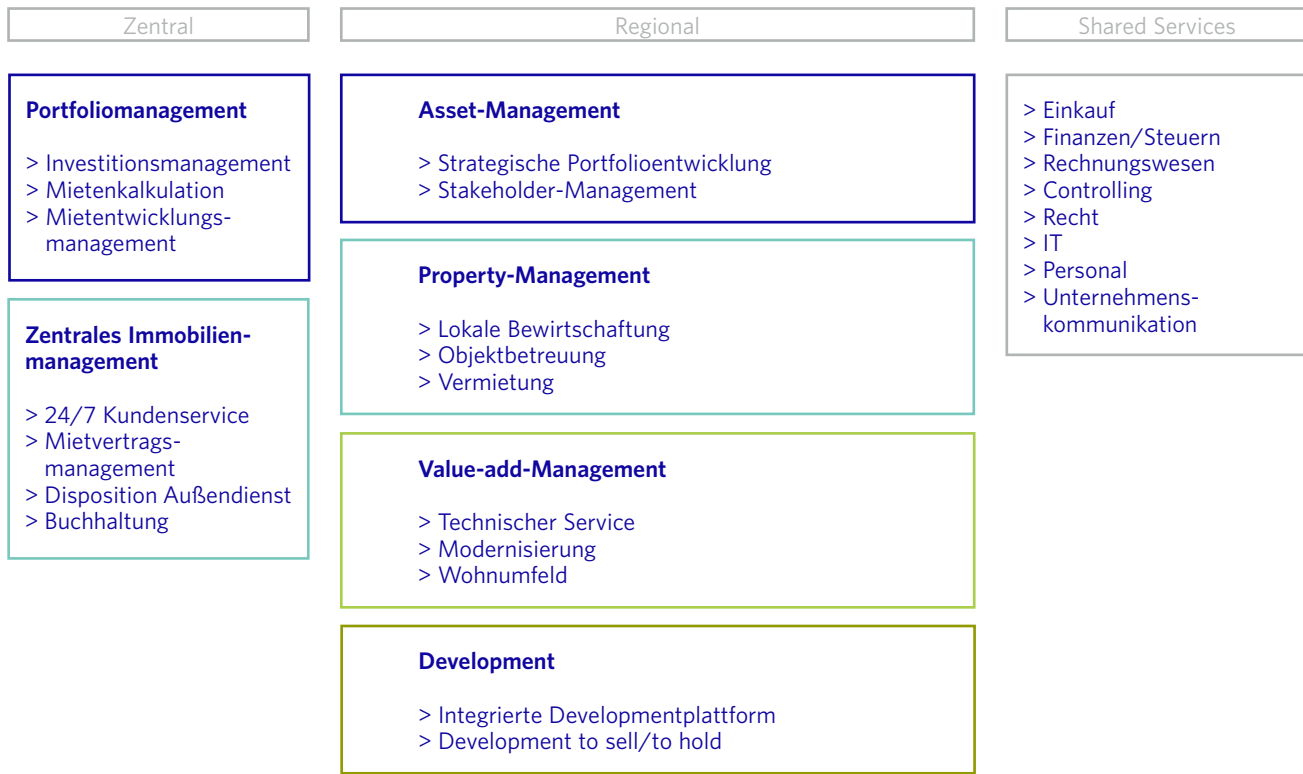 Zentral
Portfoliomanagement
> Investitionsmanagement
> Mietenkalkulation
> Mietentwicklungs-
management
Zentrales Immobilien-
management
> 24/7 Kundenservice
> Mietvertrags-
management
> Disposition Außendienst
> Buchhaltung
Regional
Asset-Management
> Strategische Portfolioentwicklung
> Stakeholder-Management
Property-Management
> Lokale Bewirtschaftung
> Objektbetreuung
> Vermietung
Value-add-Management
> Technischer Service
> Modernisierung
> Wohnumfeld
Development
> Integrierte Developmentplattform
> Development to sell/to hold
Shared Services
> Einkauf
> Finanzen/Steuern
> Rechnungswesen
> Controlling
> Recht
> IT
> Personal
> Unternehmens-
kommunikation